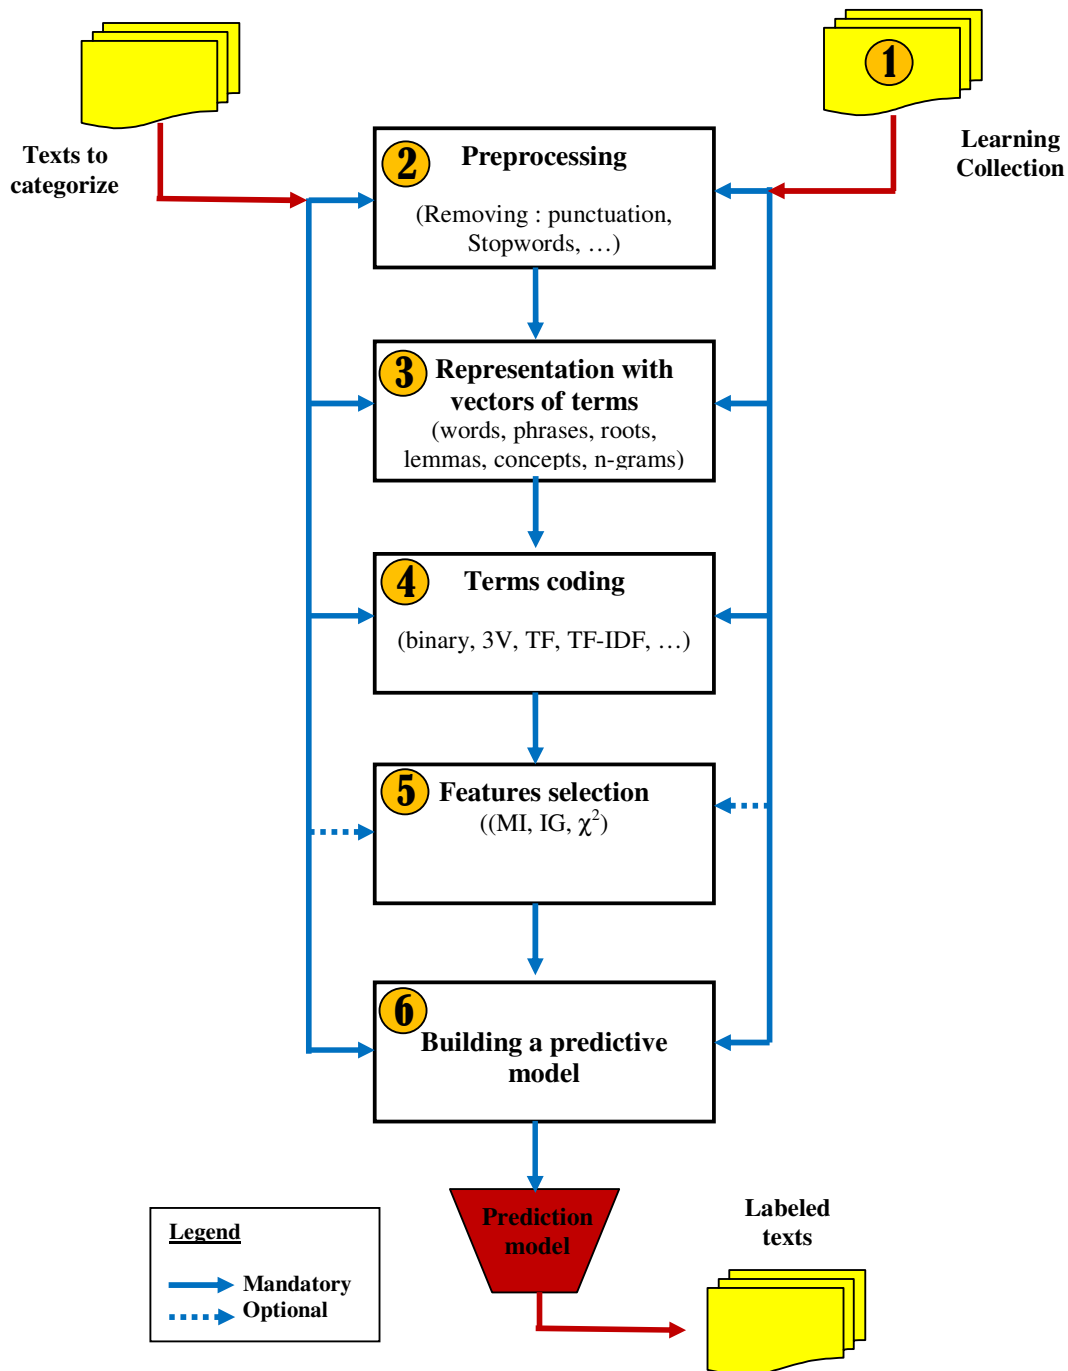 1
Texts to
categorize
Learning
Collection
2
Preprocessing
(Removing : punctuation,
Stopwords, …)
3
Representation with
vectors of terms
(words, phrases, roots,
lemmas, concepts, n-grams)
4
Terms coding
(binary, 3V, TF, TF-IDF, …)
5
Features selection
((MI, IG, χ²)
6
Building a predictive
model
Prediction
model
Labeled
texts
Legend
Mandatory
Optional